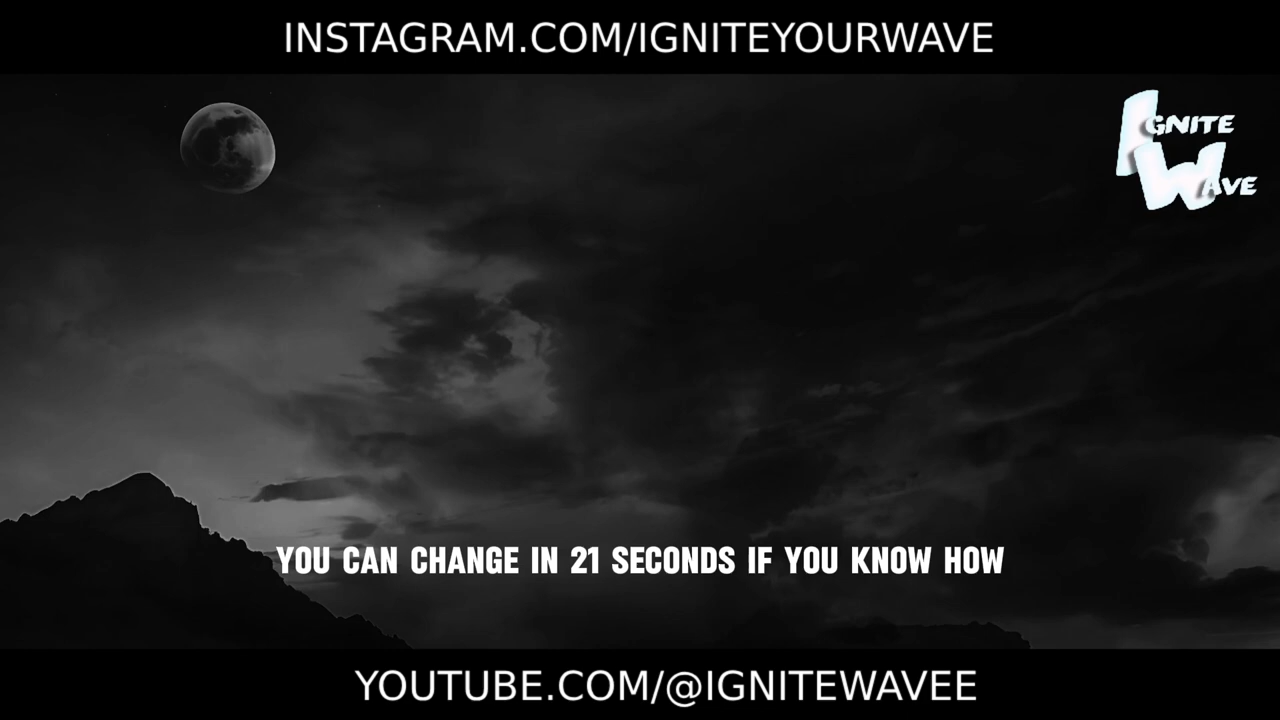 INSTAGRAM.COM/IGNITEYOURWAVE
IGNITE
WAVE
YOU CAN CHANGE IN 21 SECONDS IF YOU KNOW HOW
YOUTUBE.COM/@IGNITEWAVEE